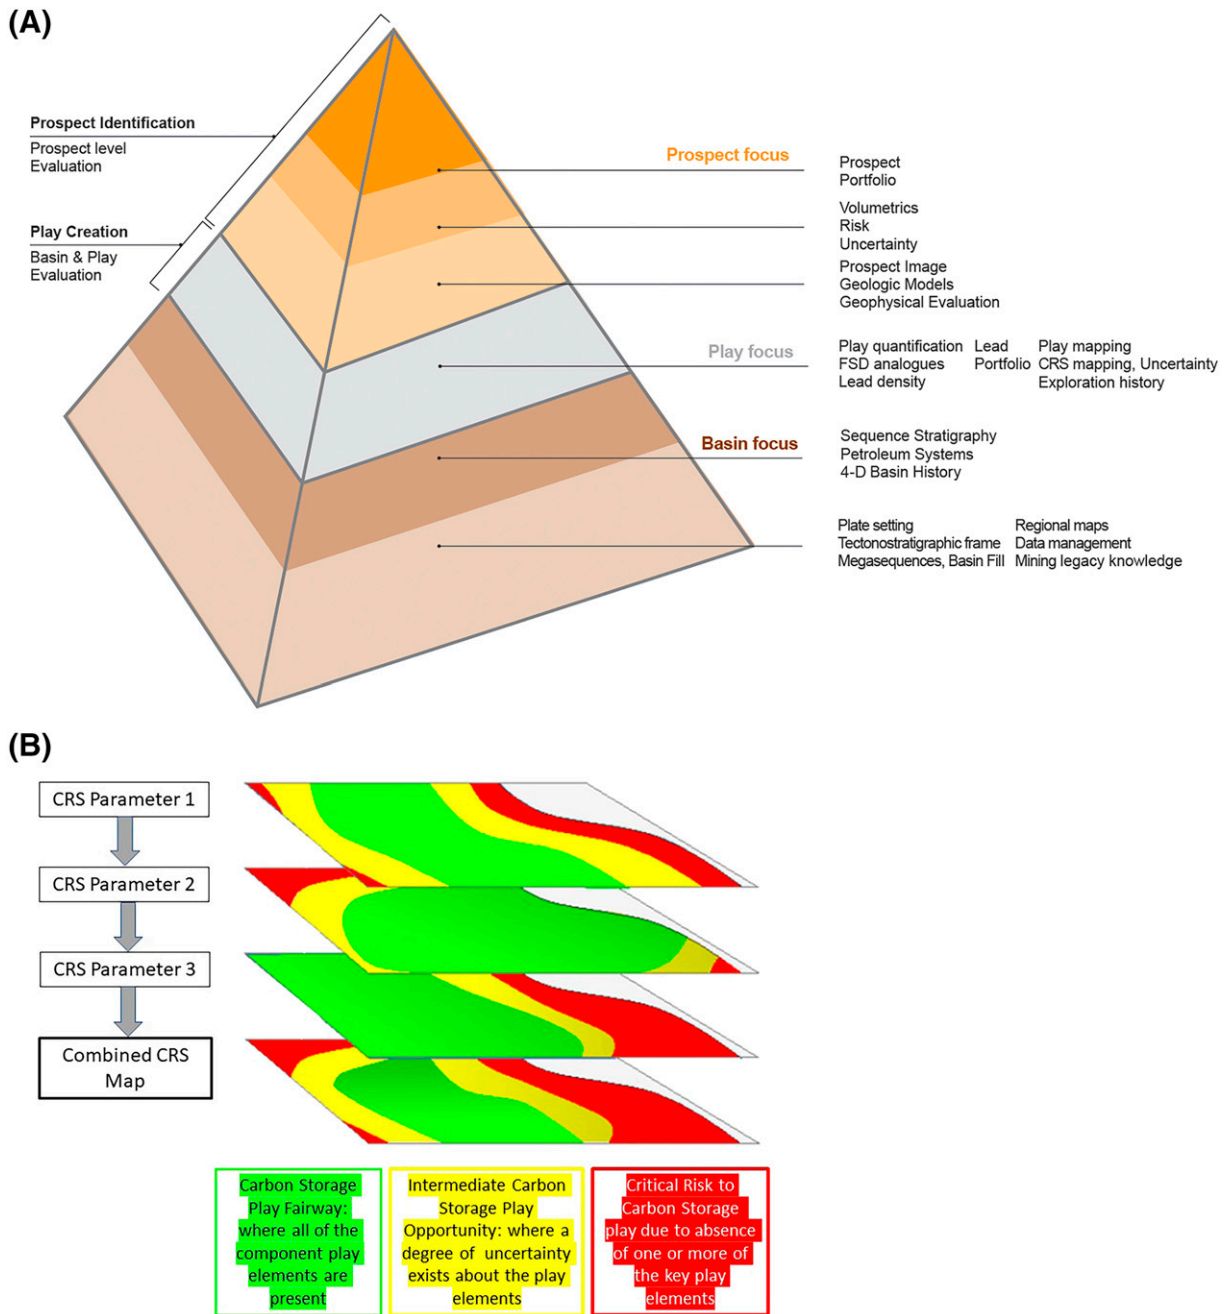 (A)
Prospect Identification
Prospect level
Evaluation
Play Creation
Basin & Play
Evaluation
Prospect focus
Prospect
Portfolio
Volumetrics
Risk
Uncertainty
Prospect Image
Geologic Models
Geophysical Evaluation
Play focus
Play quantification
FSD analogues
Lead density
Lead
Portfolio
Play mapping
CRS mapping, Uncertainty
Exploration history
Basin focus
Sequence Stratigraphy
Petroleum Systems
4-D Basin History
Plate setting
Tectonostratigraphic frame
Megasequences, Basin Fill
Regional maps
Data management
Mining legacy knowledge
(B)
CRS Parameter 1
CRS Parameter 2
CRS Parameter 3
Combined CRS
Map
Carbon Storage
Play Fairway:
where all of the
component play
elements are
present
Intermediate Carbon
Storage Play
Opportunity: where a
degree of uncertainty
exists about the play
elements
Critical Risk to
Carbon Storage
play due to absence
of one or more of
the key play
elements